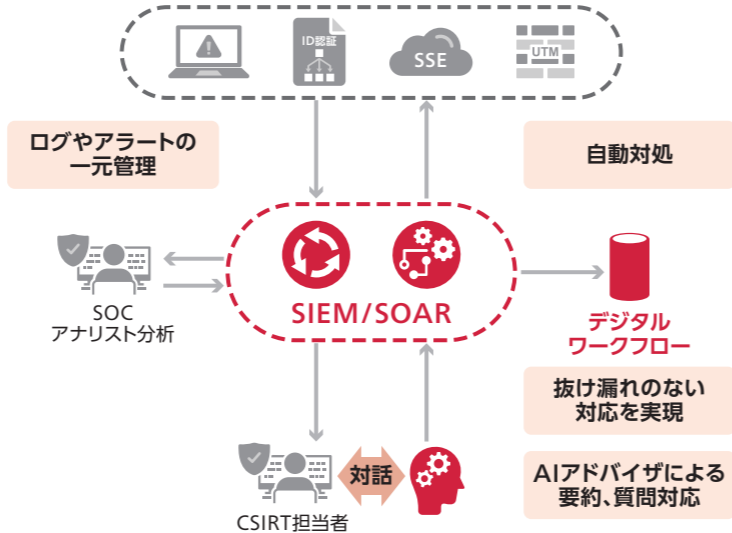 ID認証
SSE
UTM
ログやアラートの
一元管理
自動対処
SIEM/SOAR
SOC
アナリスト分析
デジタル
ワークフロー
抜け漏れのない
対応を実現
対話
AIアドバイザによる
要約、質問対応
CSIRT担当者